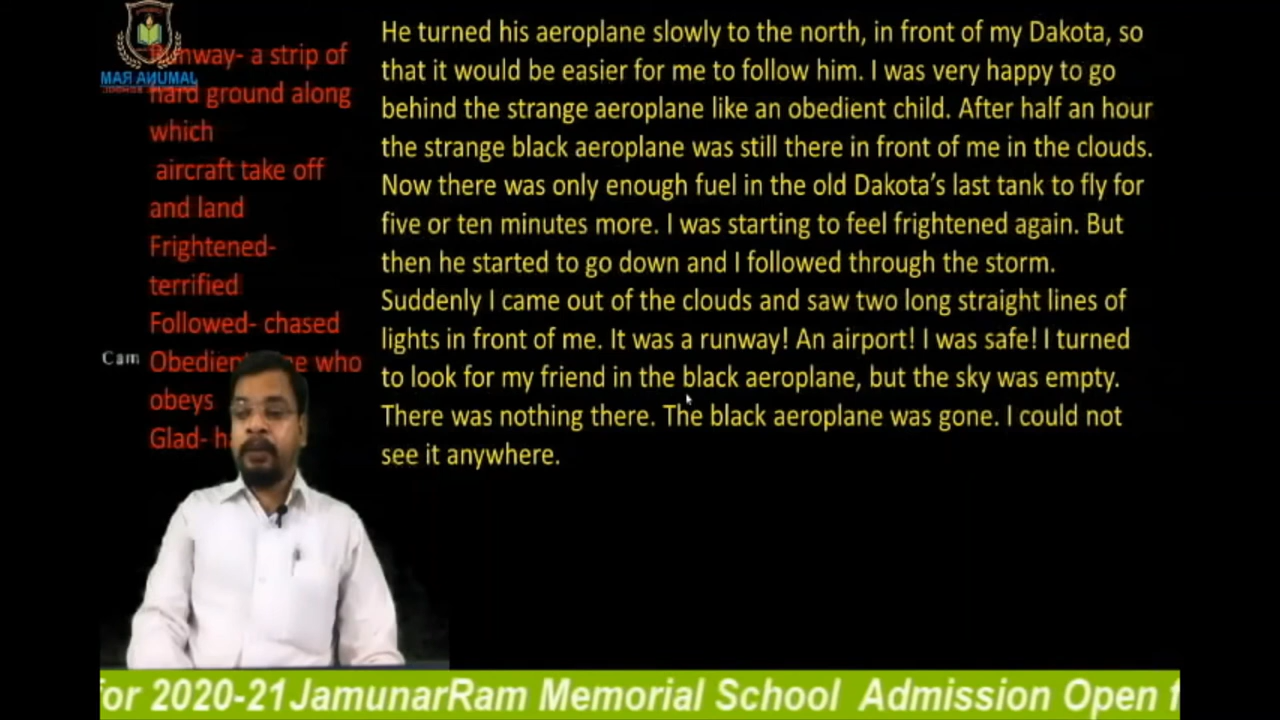 MAR ANUMAJ
Runway- a strip of
hard ground along
which
aircraft take off
and land
Frightened-
terrified
Followed- chased
Cam
Obedient who
obeys
Glad-
He turned his aeroplane slowly to the north, in front of my Dakota, so
that it would be easier for me to follow him. I was very happy to go
behind the strange aeroplane like an obedient child. After half an hour
the strange black aeroplane was still there in front of me in the clouds.
Now there was only enough fuel in the old Dakota’s last tank to fly for
five or ten minutes more. I was starting to feel frightened again. But
then he started to go down and I followed through the storm.
Suddenly I came out of the clouds and saw two long straight lines of
lights in front of me. It was a runway! An airport! I was safe! I turned
to look for my friend in the black aeroplane, but the sky was empty.
There was nothing there. The black aeroplane was gone. I could not
see it anywhere.
for 2020-21 JamunarRam Memorial School Admission Open f